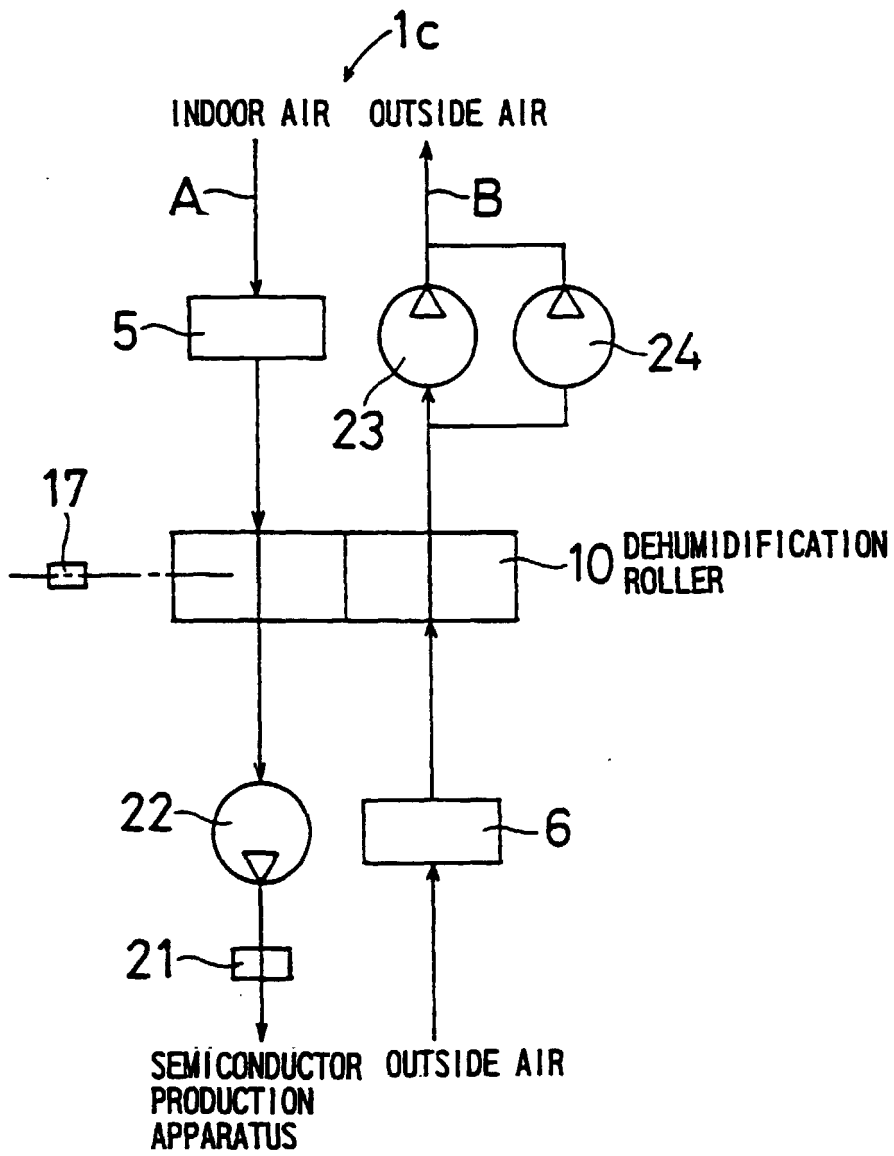 1c
INDOOR AIR
OUTSIDE AIR
A
B
5
23
24
17
10
DEHUMIDIFICATION
ROLLER
22
6
21
SEMICONDUCTOR
PRODUCTION
APPARATUS
OUTSIDE AIR